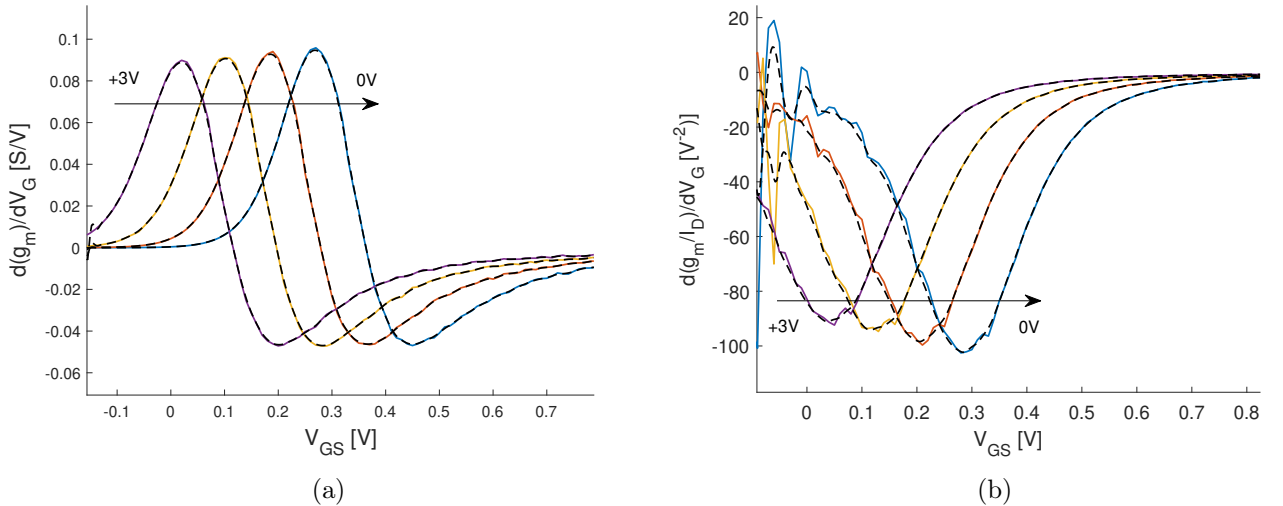 0.1
0.08
0.06
0.04
0.02
0
-0.02
-0.04
-0.06
d(g_m)/dV_G [S/V]
+3V
0V
-0.1 0 0.1 0.2 0.3 0.4 0.5 0.6 0.7
V_GS [V]
(a)
20
0
-20
-40
-60
-80
-100
d(g_m/I_D)/dV_G [V^-2)]
+3V
0V
0 0.1 0.2 0.3 0.4 0.5 0.6 0.7 0.8
V_GS [V]
(b)